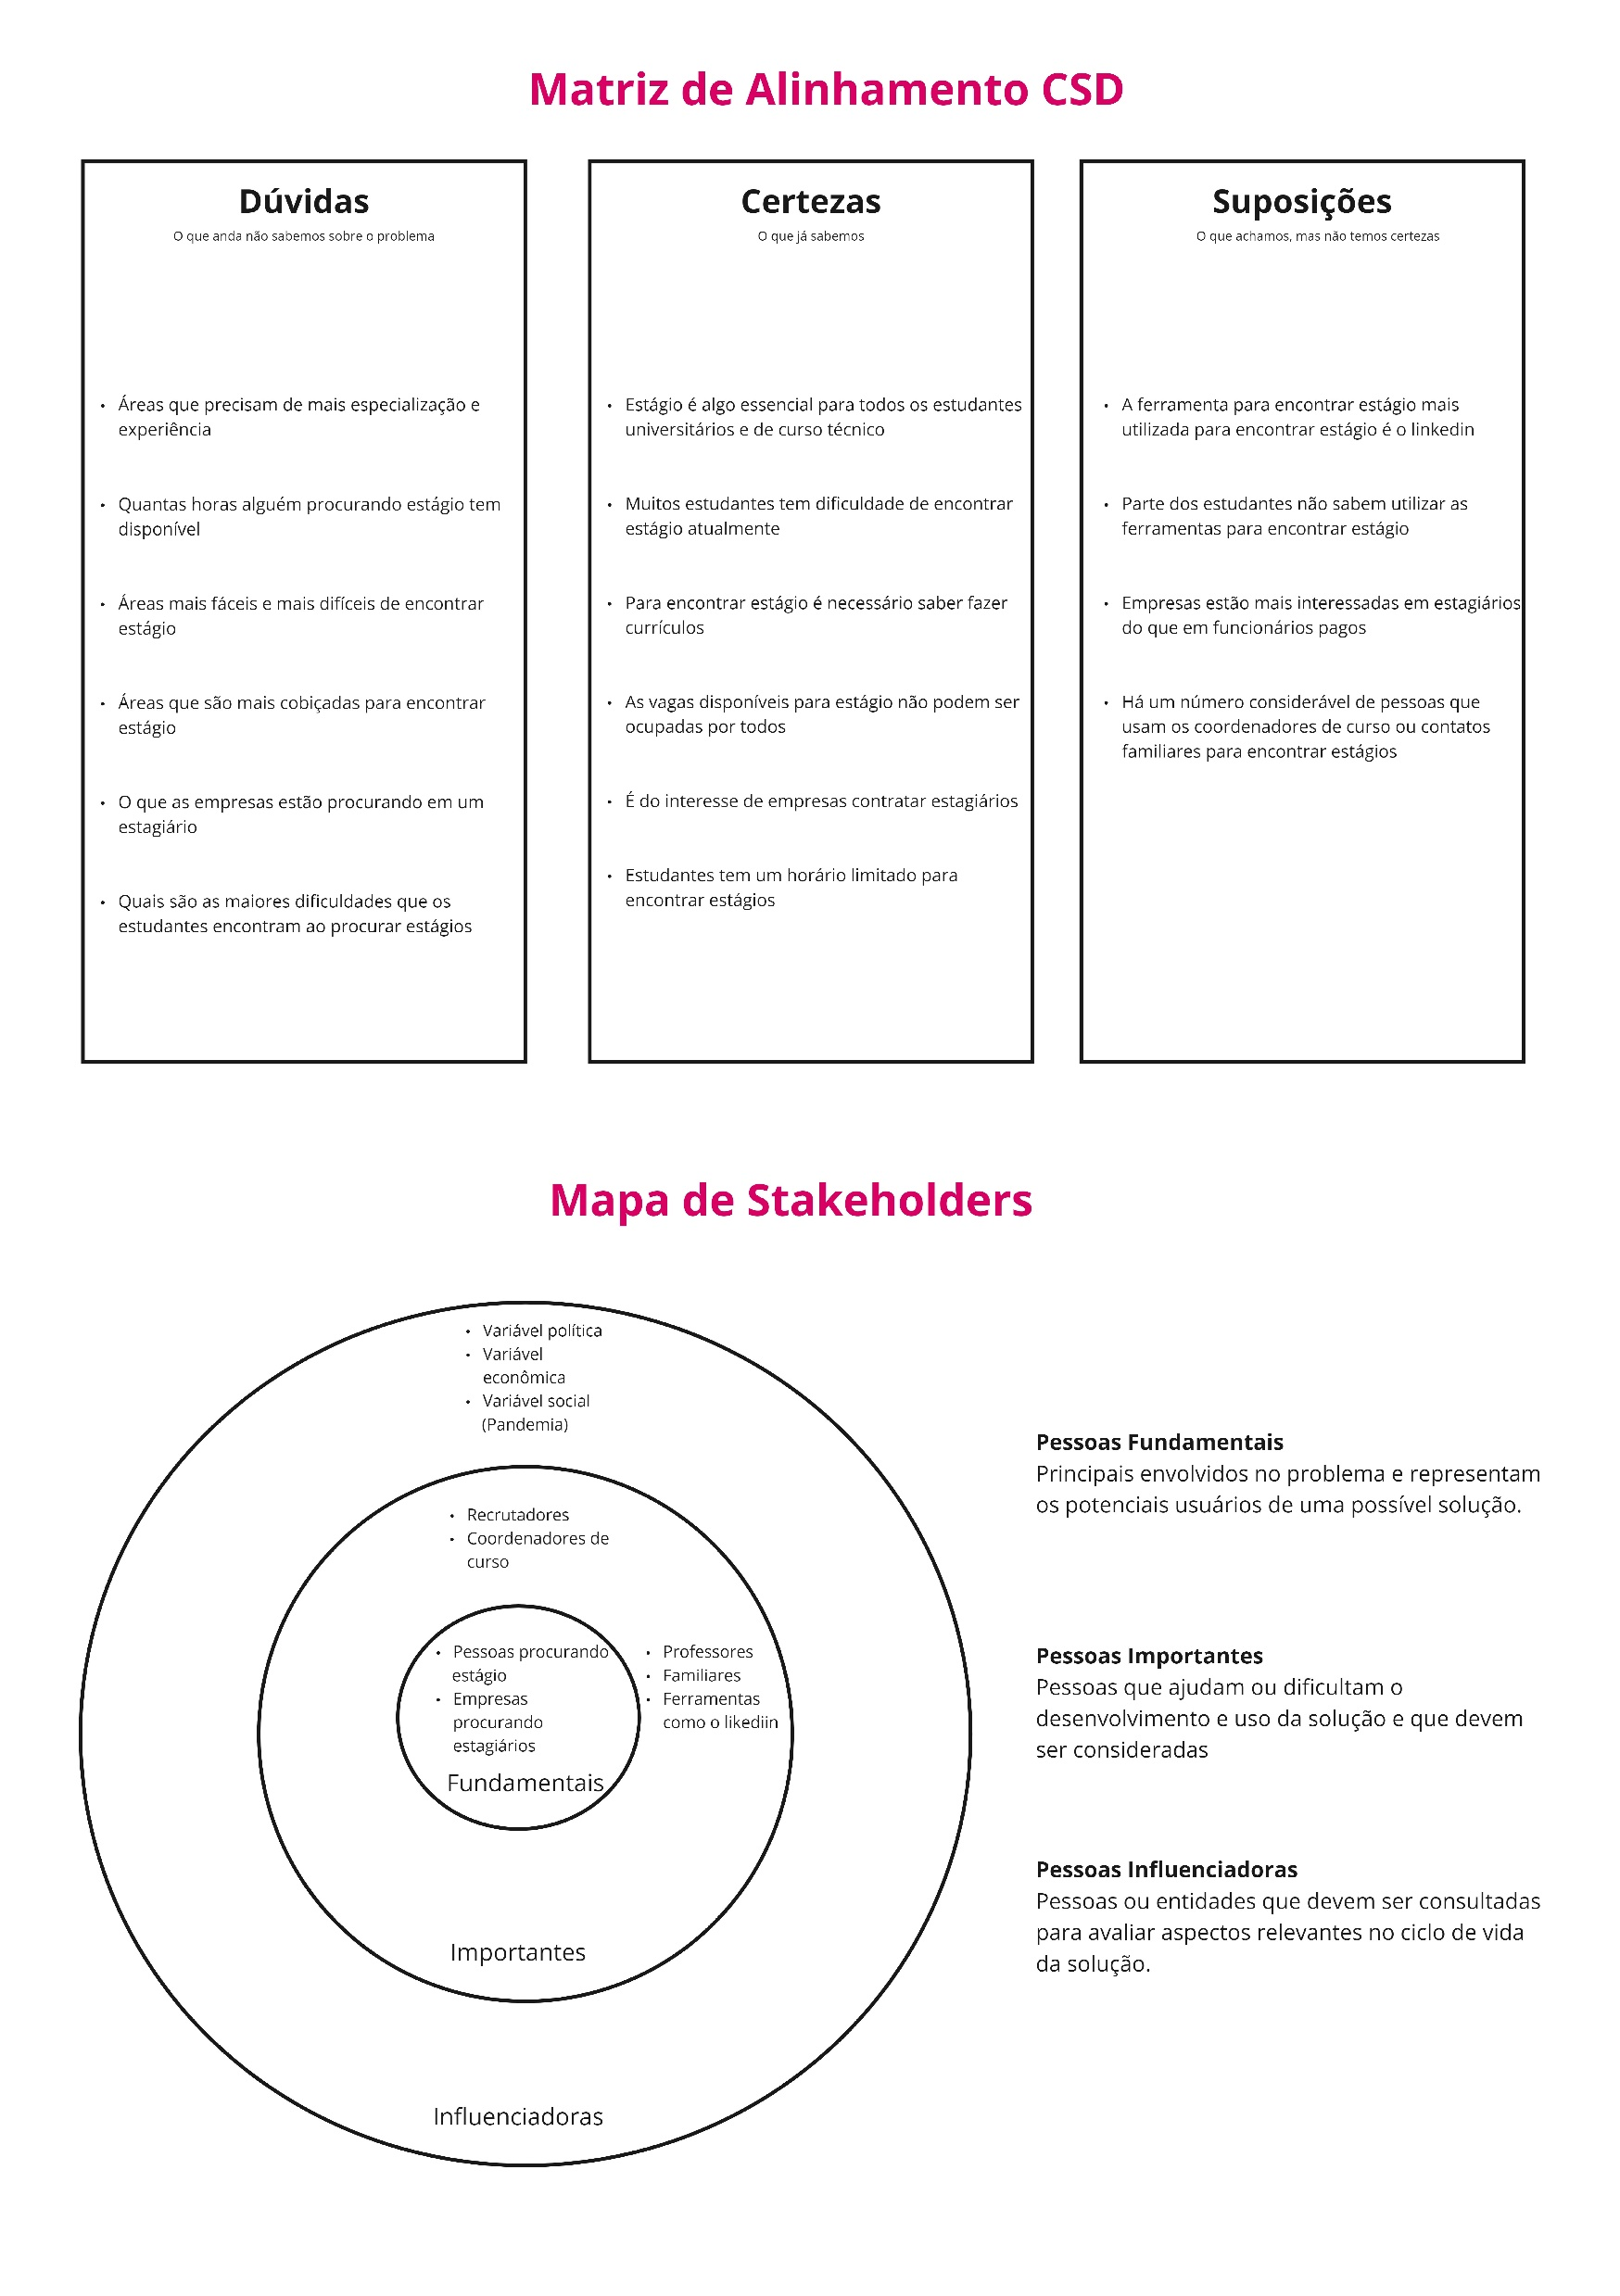 Matriz de Alinhamento CSD
Dúvidas
O que anda não sabemos sobre o problema
• Áreas que precisam de mais especialização e
experiência
• Quantas horas alguém procurando estágio tem
disponível
• Áreas mais fáceis e mais difíceis de encontrar
estágio
• Áreas que são mais cobiçadas para encontrar
estágio
• O que as empresas estão procurando em um
estagiário
• Quais são as maiores dificuldades que os
estudantes encontram ao procurar estágios
Certezas
O que já sabemos
• Estágio é algo essencial para todos os estudantes
universitários e de curso técnico
• Muitos estudantes tem dificuldade de encontrar
estágio atualmente
• Para encontrar estágio é necessário saber fazer
currículos
• As vagas disponíveis para estágio não podem ser
ocupadas por todos
• É do interesse de empresas contratar estagiários
• Estudantes tem um horário limitado para
encontrar estágios
Suposições
O que achamos, mas não temos certezas
• A ferramenta para encontrar estágio mais
utilizada para encontrar estágio é o linkedin
• Parte dos estudantes não sabem utilizar as
ferramentas para encontrar estágio
• Empresas estão mais interessadas em estagiários
do que em funcionários pagos
• Há um número considerável de pessoas que
usam os coordenadores de curso ou contatos
familiares para encontrar estágios
Mapa de Stakeholders
• Variável política
• Variável
econômica
• Variável social
(Pandemia)
• Recrutadores
• Coordenadores de
curso
• Pessoas procurando
estágio
• Empresas
procurando
estagiários
Fundamentais
• Professores
• Familiares
• Ferramentas
como o likediin
Importantes
Influenciadoras
Pessoas Fundamentais
Principais envolvidos no problema e representam
os potenciais usuários de uma possível solução.
Pessoas Importantes
Pessoas que ajudam ou dificultam o
desenvolvimento e uso da solução e que devem
ser consideradas
Pessoas Influenciadoras
Pessoas ou entidades que devem ser consultadas
para avaliar aspectos relevantes no ciclo de vida
da solução.